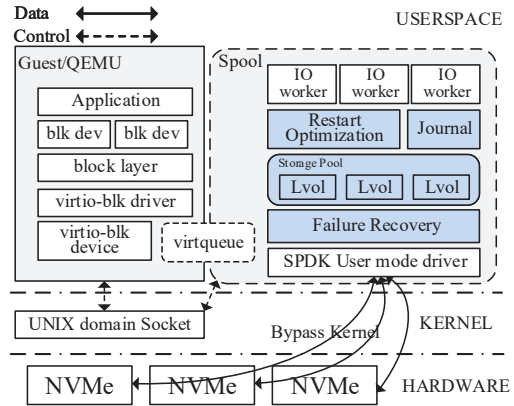 Data
Control
USERSPACE
Guest/QEMU
Application
blk dev
blk dev
block layer
virtio-blk driver
virtio-blk
device
virtqueue
Spool
IO
worker
IO
worker
IO
worker
Restart
Optimization
Journal
Storage Pool
Lvol
Lvol
Lvol
Failure Recovery
SPDK User mode driver
UNIX domain Socket
Bypass Kernel
KERNEL
NVMe
NVMe
NVMe
HARDWARE